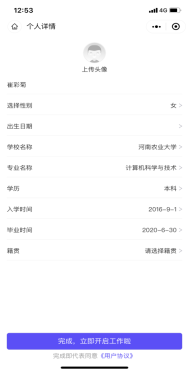 12:53
4G
个人详情
上传头像
崔彩菊
选择性别 女 >
出生日期 >
学校名称 河南农业大学 >
专业名称 计算机科学与技术 >
学历 本科 >
入学时间 2016-9-1 >
毕业时间 2020-6-30 >
籍贯 请选择籍贯 >
完成，立即开启工作啦
完成即代表同意《用户协议》